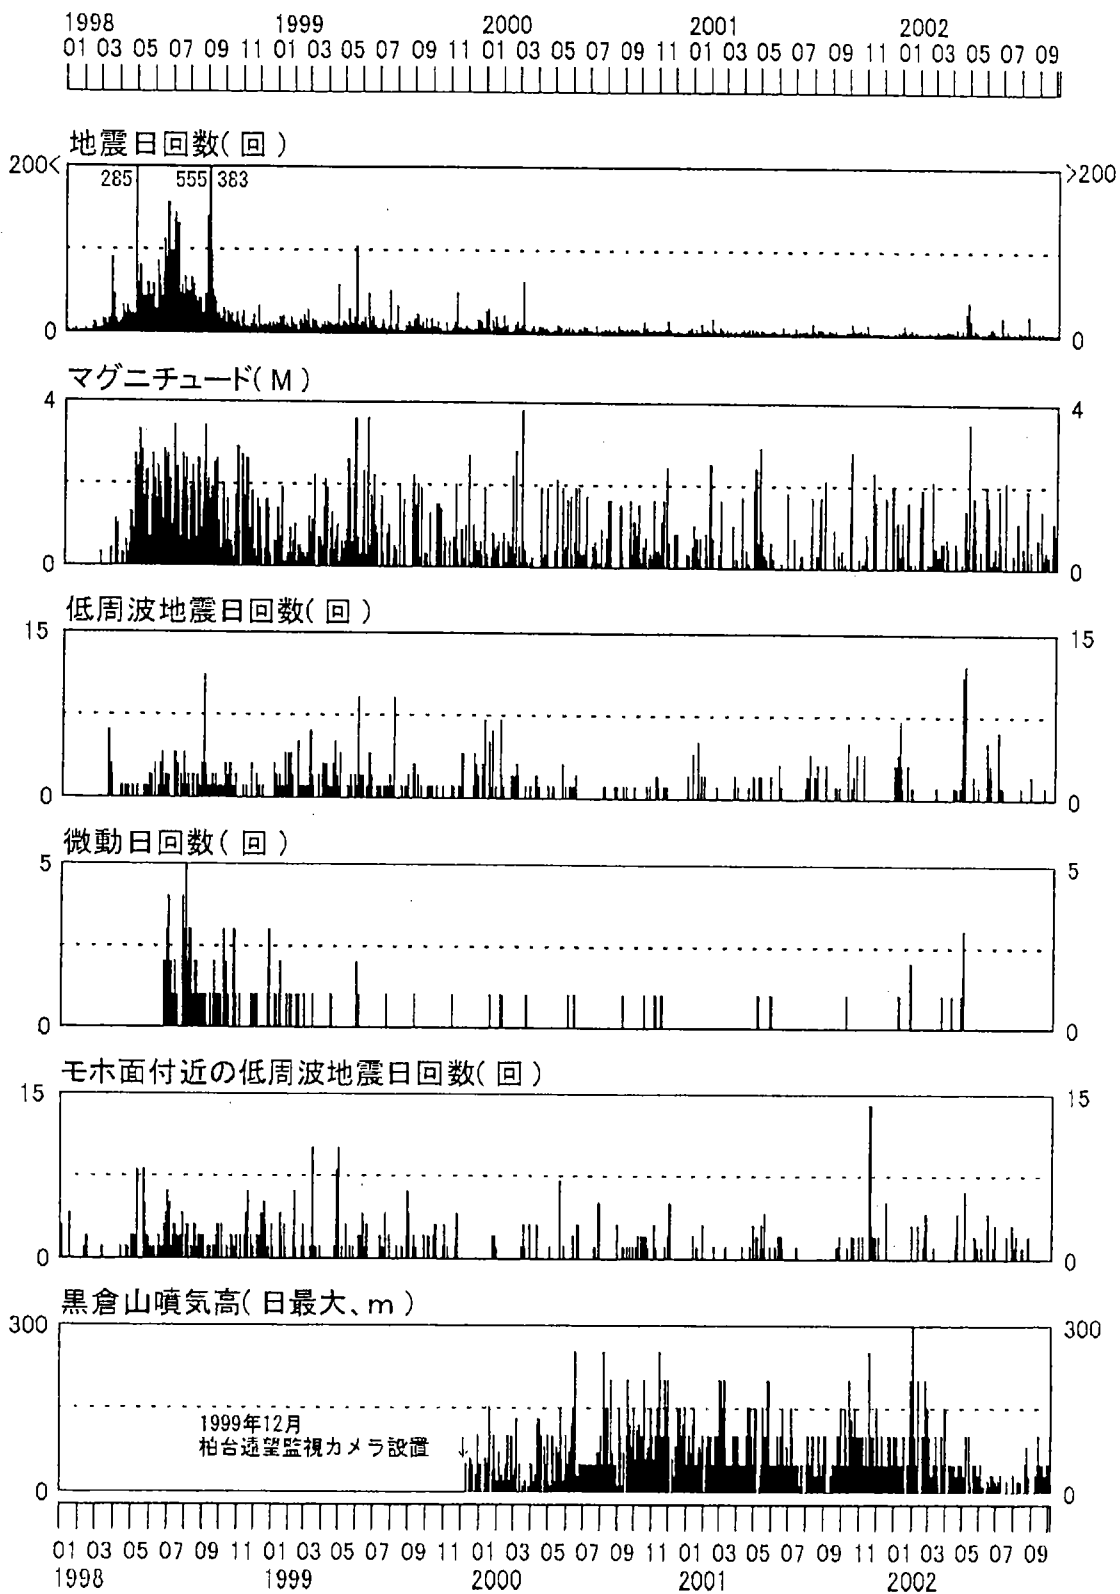 1998 1999 2000 2001 2002
01 03 05 07 09 11 01 03 05 07 09 11 01 03 05 07 09 11 01 03 05 07 09 11 01 03 05 07 09
地震日回数(回)
200< >200
285 555 383
0 0
マグニチュード(M)
4 4
0 0
低周波地震日回数(回)
15 15
0 0
微動日回数(回)
5 5
0 0
モホ面付近の低周波地震日回数(回)
15 15
0 0
黒倉山噴気高(日最大、m)
300 300
1999年12月
柏台遠望監視カメラ設置
0 0
01 03 05 07 09 11 01 03 05 07 09 11 01 03 05 07 09 11 01 03 05 07 09 11 01 03 05 07 09
1998 1999 2000 2001 2002